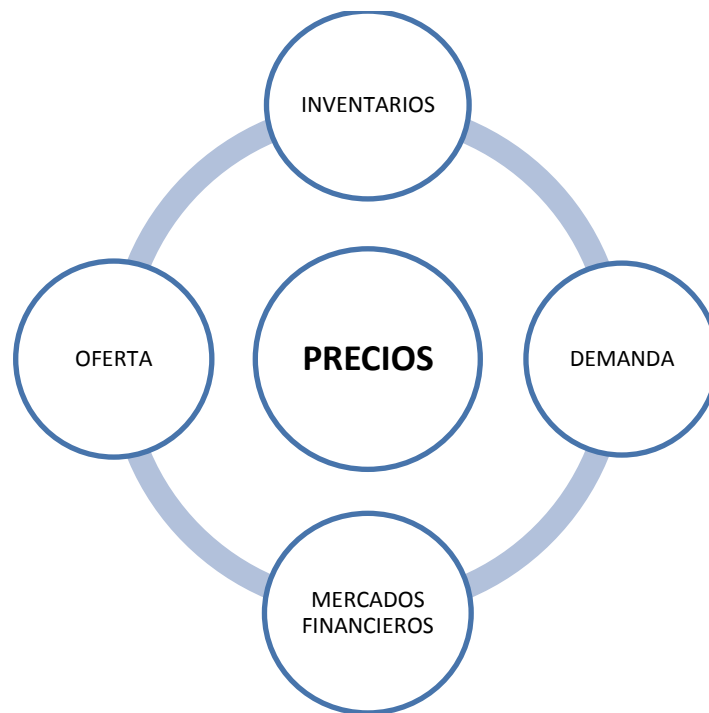 INVENTARIOS
OFERTA
PRECIOS
DEMANDA
MERCADOS
FINANCIEROS